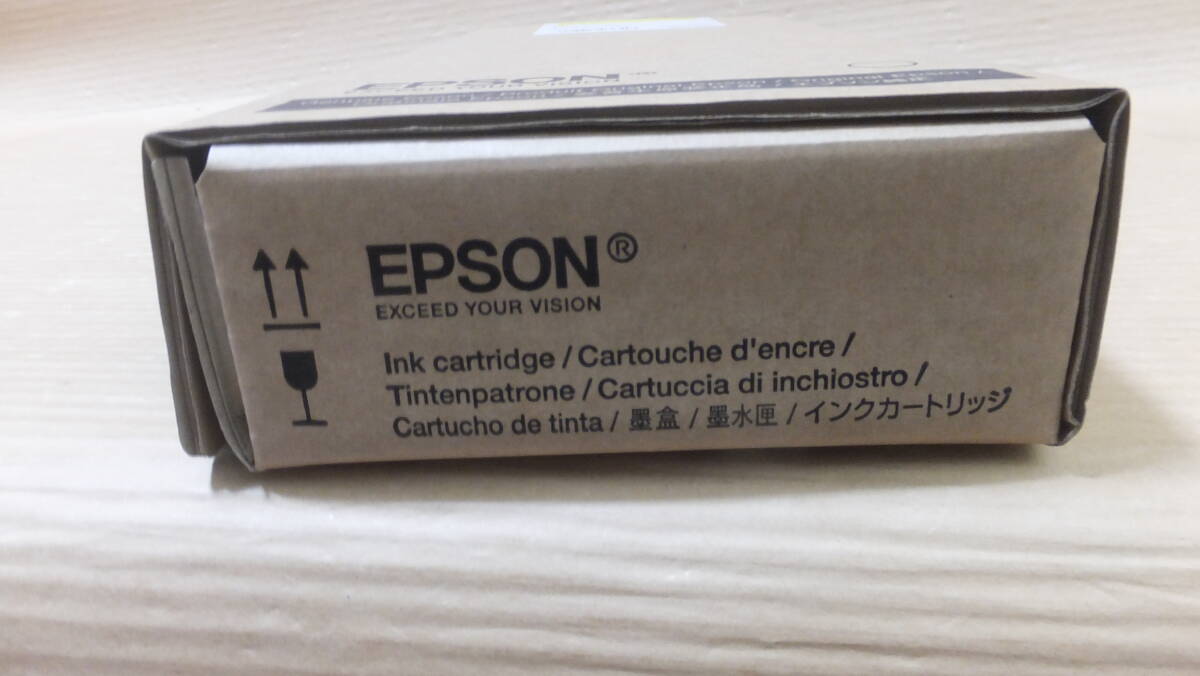 EPSON
EPSON®
EXCEED YOUR VISION
Ink cartridge / Cartouche d'encre /
Tintenpatrone / Cartuccia di inchiostro /
Cartucho de tinta / 墨盒 / 墨水匣 / インクカートリッジ